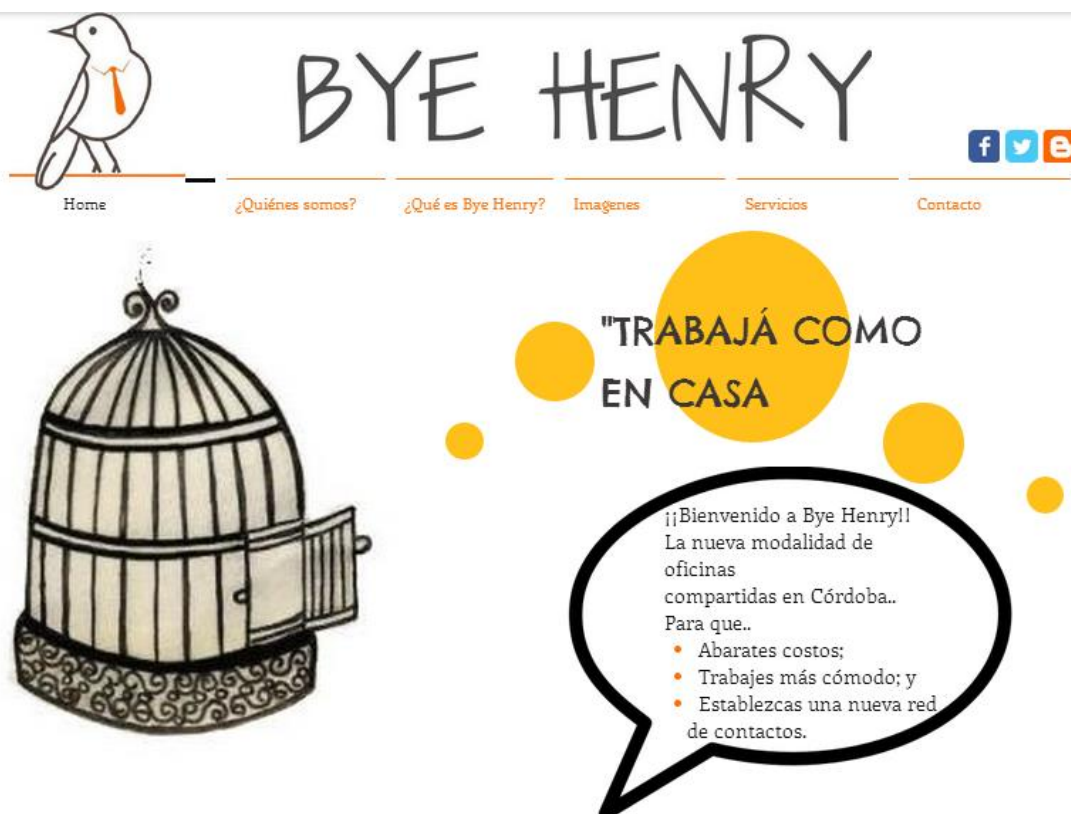 BYE HENRY
Home
¿Quiénes somos?
¿Qué es Bye Henry?
Imagenes
Servicios
Contacto
"TRABAJÁ COMO
EN CASA
¡¡Bienvenido a Bye Henry!!
La nueva modalidad de
oficinas
compartidas en Córdoba..
Para que..
• Abarates costos;
• Trabajes más cómodo; y
• Establezcas una nueva red
de contactos.